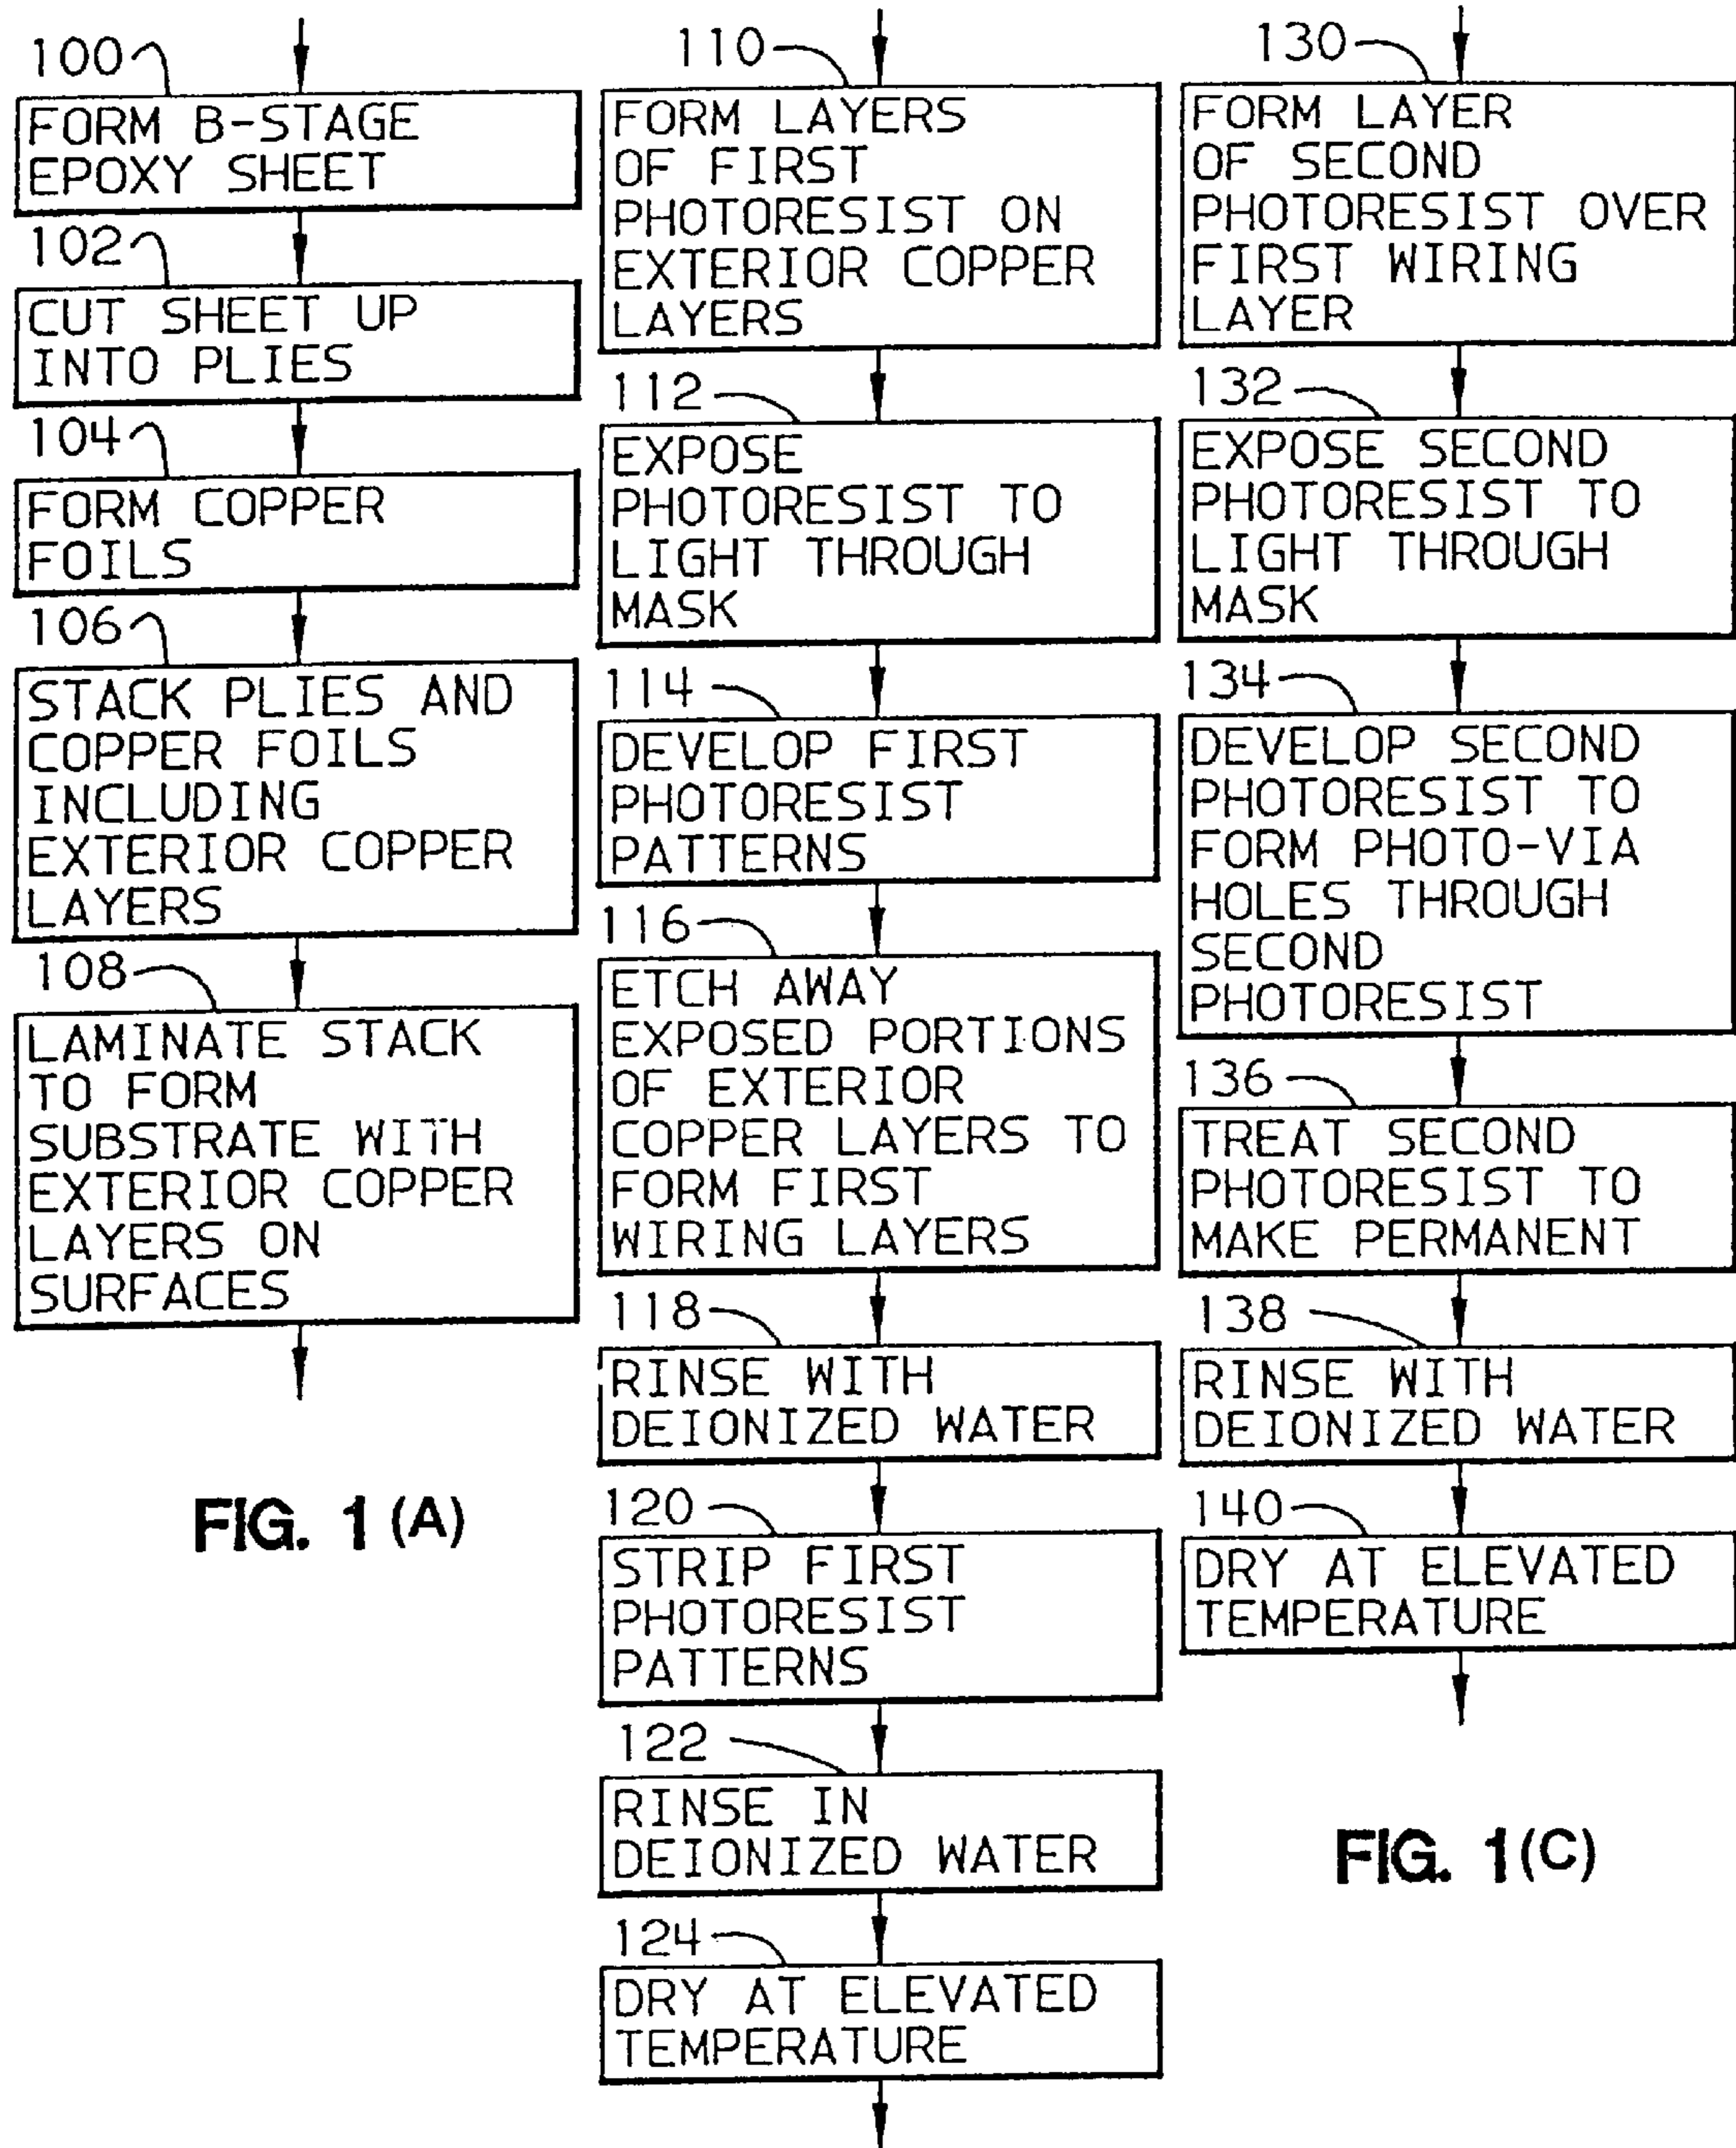 100
FORM B-STAGE
EPOXY SHEET
102
CUT SHEET UP
INTO PLIES
104
FORM COPPER
FOILS
106
STACK PLIES AND
COPPER FOILS
INCLUDING
EXTERIOR COPPER
LAYERS
108
LAMINATE STACK
TO FORM
SUBSTRATE WITH
EXTERIOR COPPER
LAYERS ON
SURFACES
FIG. 1 (A)
110
FORM LAYERS
OF FIRST
PHOTORESIST ON
EXTERIOR COPPER
LAYERS
112
EXPOSE
PHOTORESIST TO
LIGHT THROUGH
MASK
114
DEVELOP FIRST
PHOTORESIST
PATTERNS
116
ETCH AWAY
EXPOSED PORTIONS
OF EXTERIOR
COPPER LAYERS TO
FORM FIRST
WIRING LAYERS
118
RINSE WITH
DEIONIZED WATER
120
STRIP FIRST
PHOTORESIST
PATTERNS
122
RINSE IN
DEIONIZED WATER
124
DRY AT ELEVATED
TEMPERATURE
130
FORM LAYER
OF SECOND
PHOTORESIST OVER
FIRST WIRING
LAYER
132
EXPOSE SECOND
PHOTORESIST TO
LIGHT THROUGH
MASK
134
DEVELOP SECOND
PHOTORESIST TO
FORM PHOTO-VIA
HOLES THROUGH
SECOND
PHOTORESIST
136
TREAT SECOND
PHOTORESIST TO
MAKE PERMANENT
138
RINSE WITH
DEIONIZED WATER
140
DRY AT ELEVATED
TEMPERATURE
FIG. 1(C)